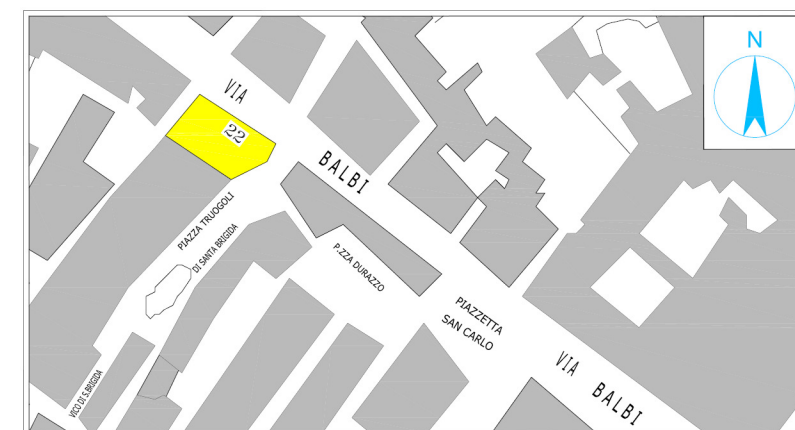 N
VIA
22
BALBI
PIAZZA TRUOGOLI
DI SANTA BRIGIDA
P.ZZA DURAZZO
PIAZZETTA
SAN CARLO
VICO DI S.BRIGIDA
VIA BALBI